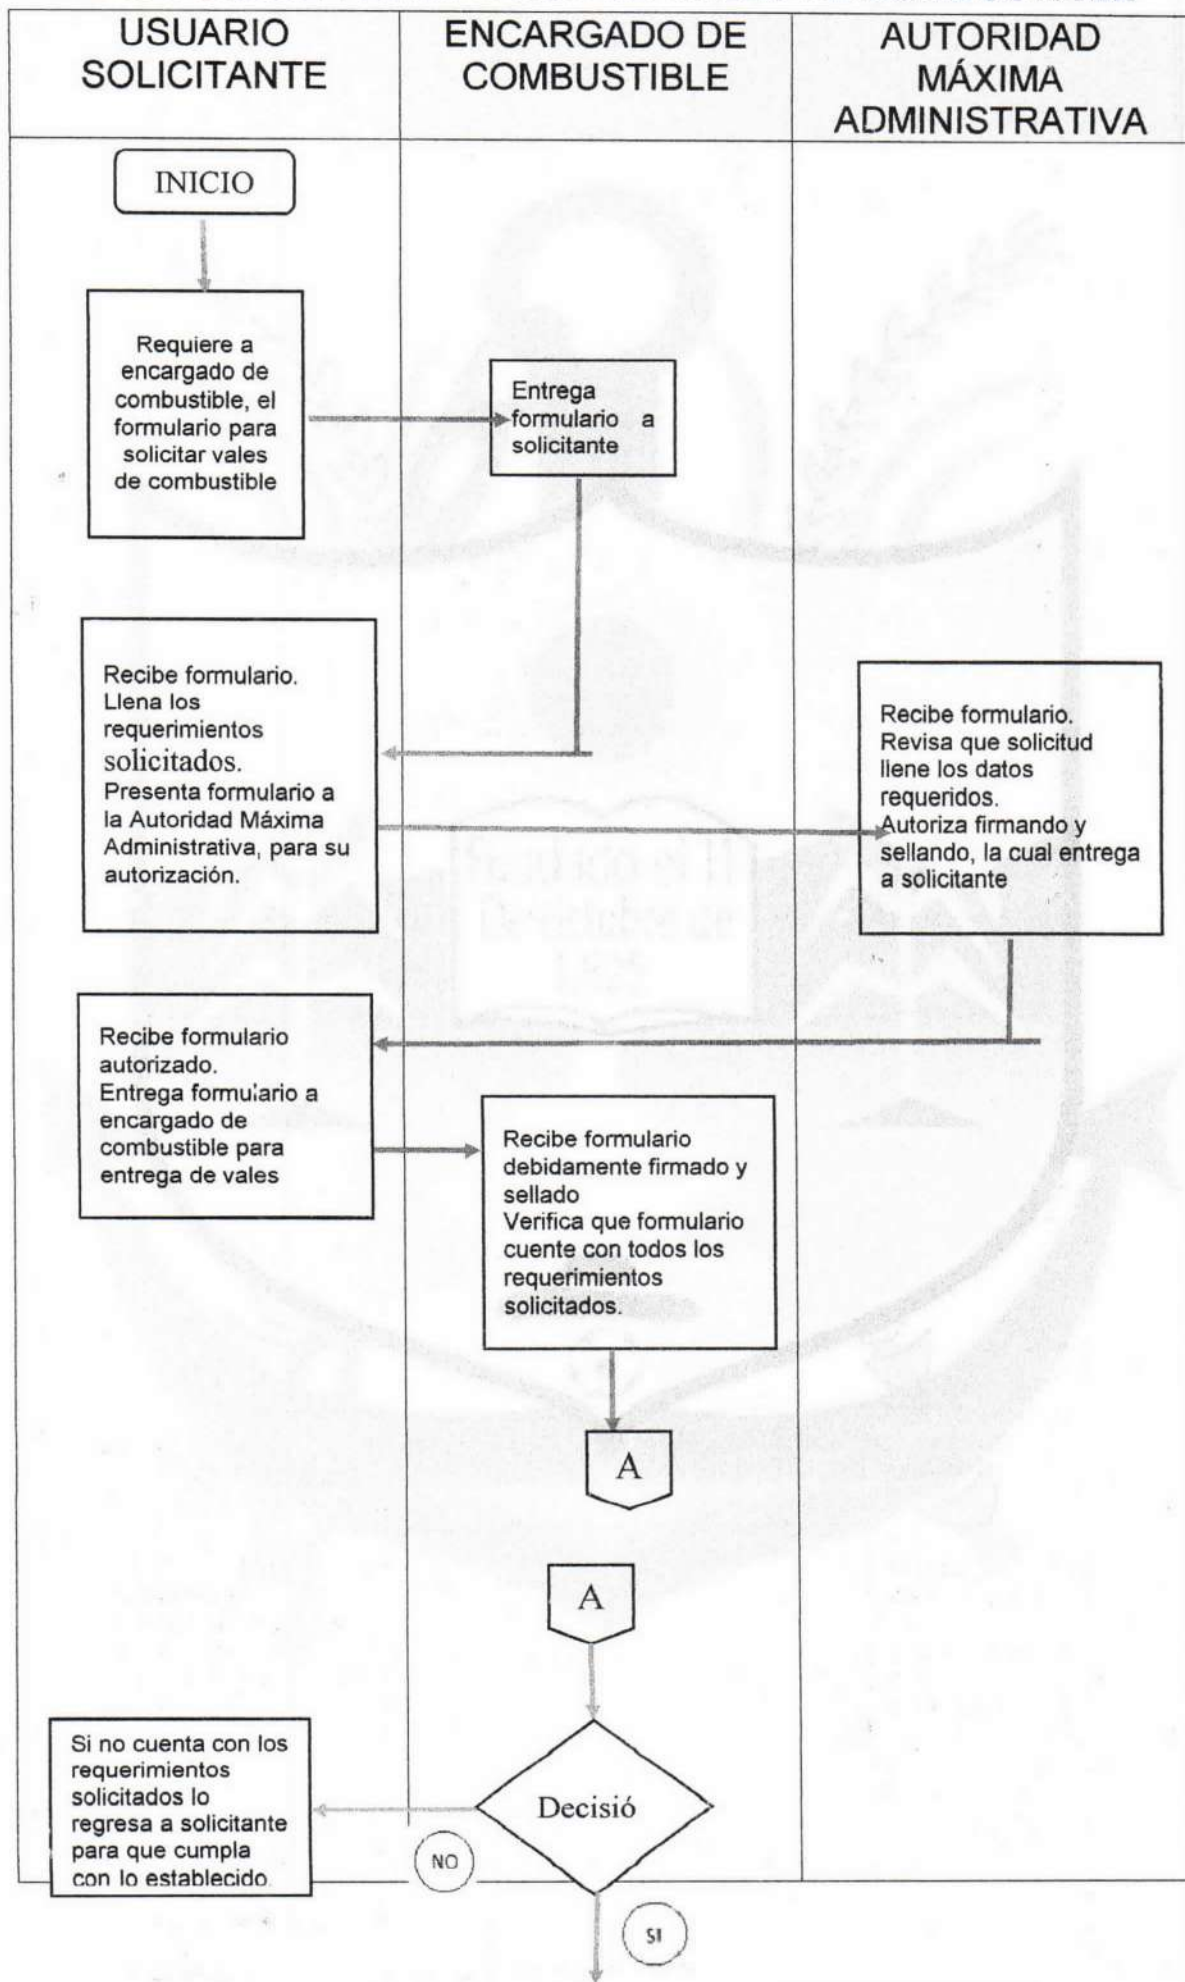 USUARIO
SOLICITANTE
ENCARGADO DE
COMBUSTIBLE
AUTORIDAD
MÁXIMA
ADMINISTRATIVA
INICIO
Requiere a
encargado de
combustible, el
formulario para
solicitar vales
de combustible
Entrega
formulario a
solicitante
Recibe formulario.
Llena los
requerimientos
solicitados.
Presenta formulario a
la Autoridad Máxima
Administrativa, para su
autorización.
Recibe formulario.
Revisa que solicitud
llene los datos
requeridos.
Autoriza firmando y
sellando, la cual entrega
a solicitante
Recibe formulario
autorizado.
Entrega formulario a
encargado de
combustible para
entrega de vales
Recibe formulario
debidamente firmado y
sellado
Verifica que formulario
cuente con todos los
requerimientos
solicitados.
A
A
Decisió
Si no cuenta con los
requerimientos
solicitados lo
regresa a solicitante
para que cumpla
con lo establecido.
NO
SI